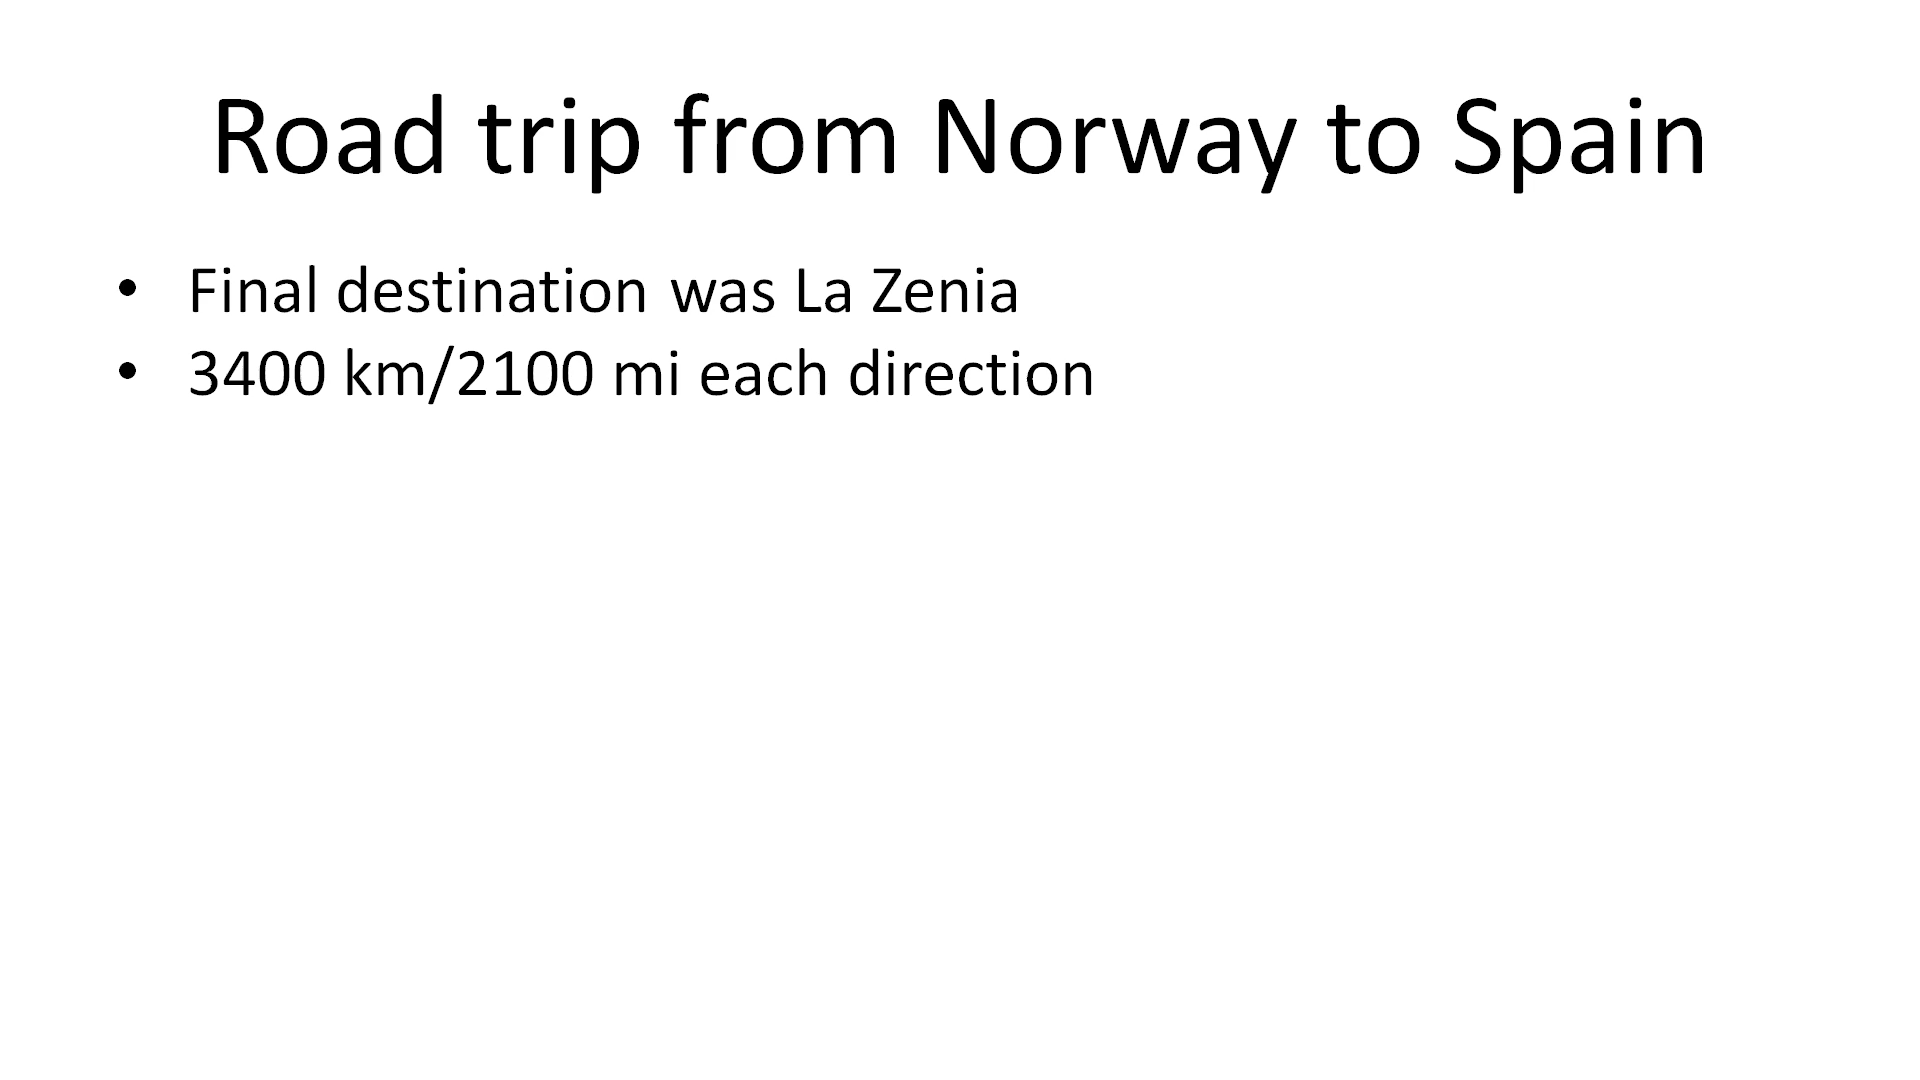 Road trip from Norway to Spain
• Final destination was La Zenia
• 3400 km/2100 mi each direction